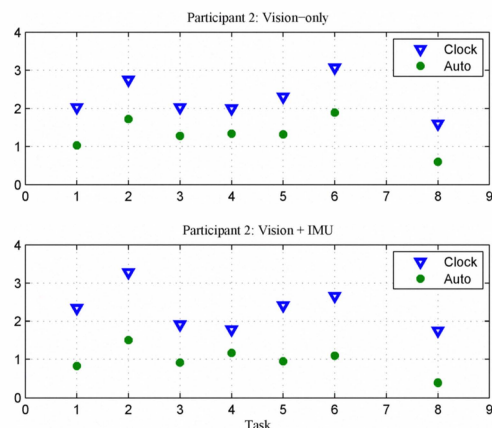 Participant 2: Vision-only
4
3
2
1
0
Clock
Auto
0 1 2 3 4 5 6 7 8 9
Participant 2: Vision + IMU
4
3
2
1
0
Clock
Auto
0 1 2 3 4 5 6 7 8 9
Task